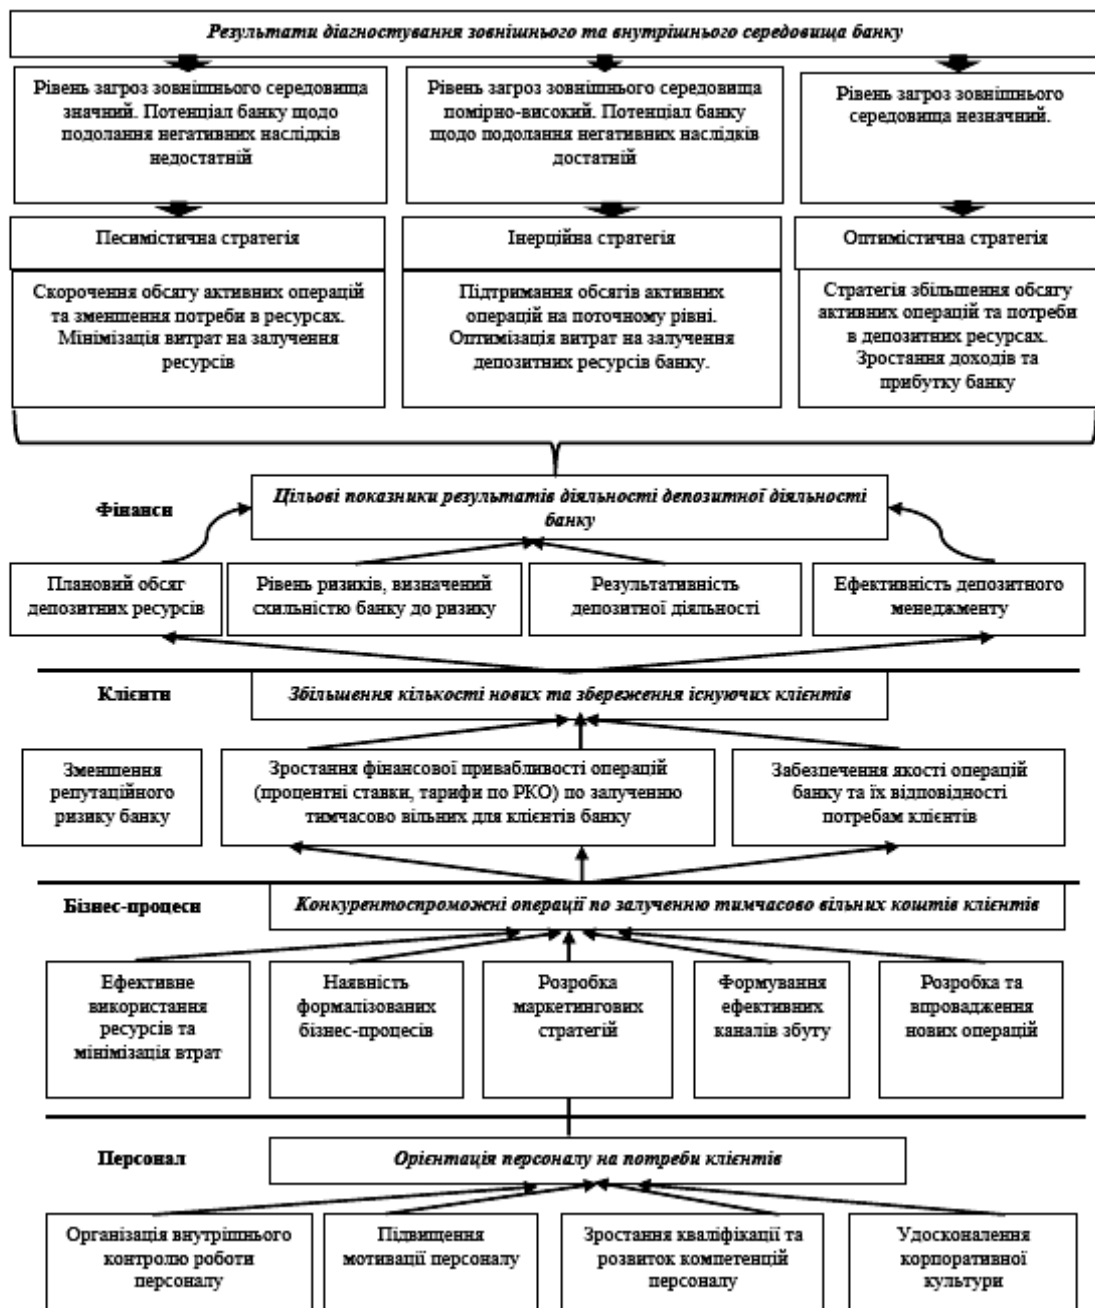 Результати діагностування зовнішнього та внутрішнього середовища банку
Рівень загроз зовнішнього середовища
значний. Потенціал банку щодо
подолання негативних наслідків
недостатній
Рівень загроз зовнішнього середовища
помірно-високий. Потенціал банку
щодо подолання негативних наслідків
достатній
Рівень загроз зовнішнього
середовища незначний.
Песимістична стратегія
Інерційна стратегія
Оптимістична стратегія
Скорочення обсягу активних операцій
та зменшення потреби в ресурсах.
Мінімізація витрат на залучення
ресурсів
Підтримання обсягів активних
операцій на поточному рівні.
Оптимізація витрат на залучення
депозитних ресурсів банку.
Стратегія збільшення обсягу
активних операцій та потреби
в депозитних ресурсах.
Зростання доходів та
прибутку банку
Фінанси
Цільові показники результатів діяльності депозитної діяльності
банку
Плановий обсяг
депозитних ресурсів
Рівень ризиків, визначений
схильністю банку до ризику
Результативність
депозитної діяльності
Ефективність депозитного
менеджменту
Клієнти
Збільшення кількості нових та збереження існуючих клієнтів
Зменшення
репутаційного
ризику банку
Зростання фінансової привабливості операцій
(процентні ставки, тарифи по РКО) по залученню
тимчасово вільних для клієнтів банку
Забезпечення якості операцій
банку та їх відповідності
потребам клієнтів
Бізнес-процеси
Конкурентоспроможні операції по залученню тимчасово вільних коштів клієнтів
Ефективне
використання
ресурсів та
мінімізація втрат
Наявність
формалізованих
бізнес-процесів
Розробка
маркетингових
стратегій
Формування
ефективних
каналів збуту
Розробка та
впровадження
нових операцій
Персонал
Орієнтація персоналу на потреби клієнтів
Організація внутрішнього
контролю роботи
персоналу
Підвищення
мотивації персоналу
Зростання кваліфікації та
розвиток компетенцій
персоналу
Удосконалення
корпоративної
культури